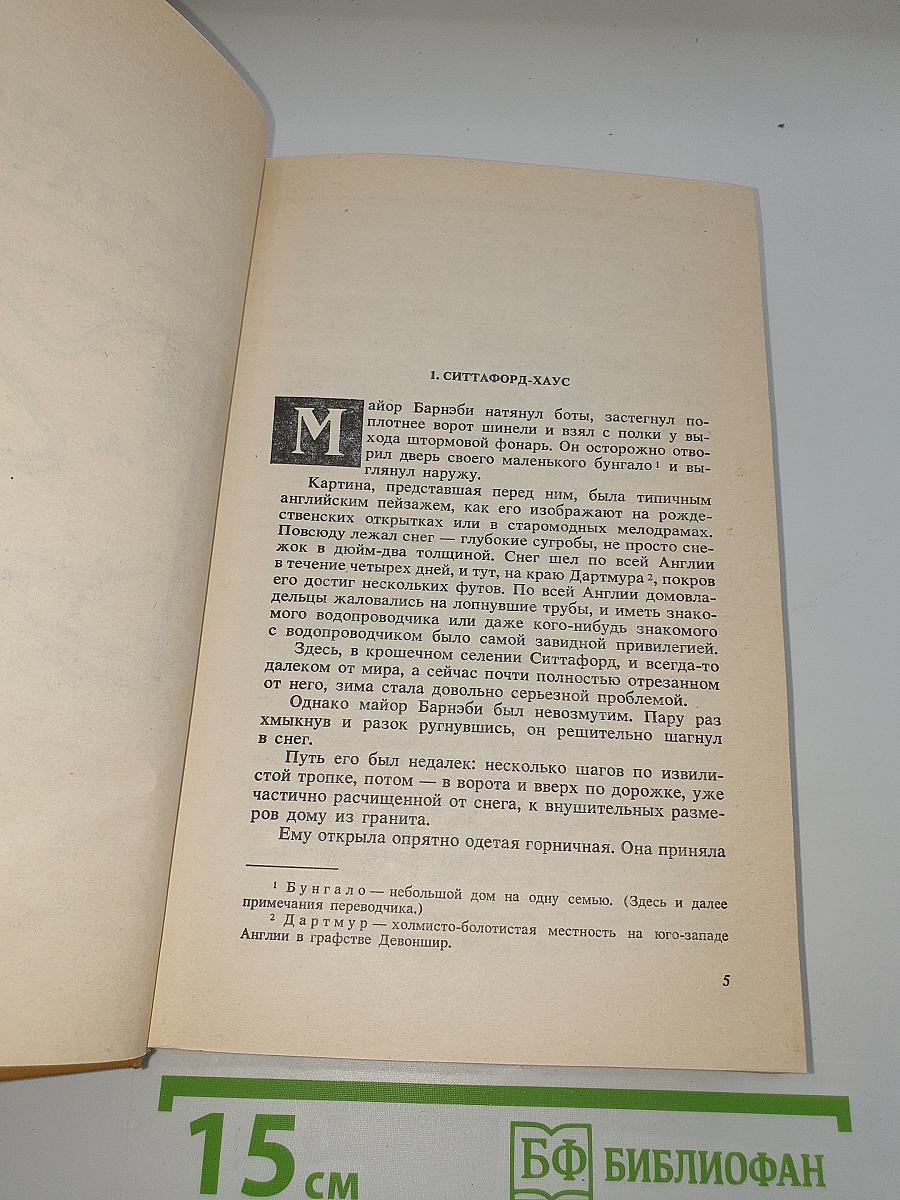 1. СИТТАФОРД-ХАУС
Майор Барнэби натянул боты, застегнул по-
плотнее ворот шинели и взял с полки у вы-
хода штормовой фонарь. Он осторожно отво-
рил дверь своего маленького бунгало ¹ и вы-
глянул наружу.
Картина, представшая перед ним, была типичным
английским пейзажем, как его изображают на рожде-
ственских открытках или в старомодных мелодрамах.
Повсюду лежал снег — глубокие сугробы, не просто сне-
жок в дюйм-два толщиной. Снег шел по всей Англии
в течение четырех дней, и тут, на краю Дартмура ², покров
его достиг нескольких футов. По всей Англии домовла-
дельцы жаловались на лопнувшие трубы, и иметь знако-
мого водопроводчика или даже кого-нибудь знакомого
с водопроводчиком было самой завидной привилегией.
Здесь, в крошечном селении Ситтафорд, и всегда-то
далеком от мира, а сейчас почти полностью отрезанном
от него, зима стала довольно серьезной проблемой.
Однако майор Барнэби был невозмутим. Пару раз
хмыкнув и разок ругнувшись, он решительно шагнул
в снег.
Путь его был недалек: несколько шагов по извили-
стой тропке, потом — в ворота и вверх по дорожке, уже
частично расчищенной от снега, к внушительных разме-
ров дому из гранита.
Ему открыла опрятно одетая горничная. Она приняла
¹ Бунгало — небольшой дом на одну семью. (Здесь и далее
примечания переводчика.)
² Дартмур — холмисто-болотистая местность на юго-западе
Англии в графстве Девоншир.
5
15 см
БФ БИБЛИОФАН